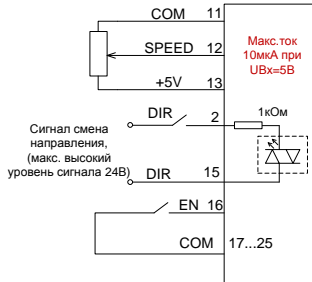 COM 11
SPEED 12
+5V 13
Макс.ток
10мкА при
UВх=5В
DIR 2
1кОм
Сигнал смена
направления,
(макс. высокий
уровень сигнала 24В)
DIR 15
EN 16
COM 17...25